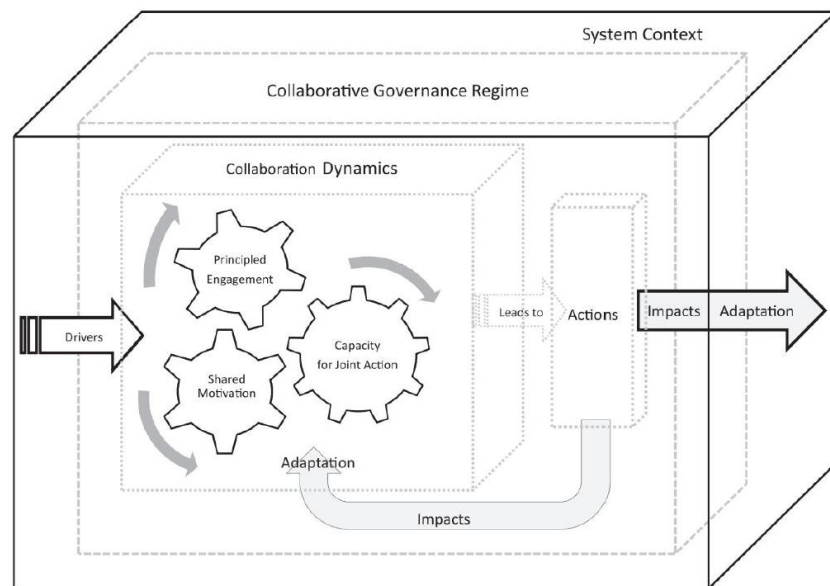 System Context
Collaborative Governance Regime
Collaboration Dynamics
Principled
Engagement
Drivers
Leads to
Actions
Impacts
Adaptation
Capacity
for Joint Action
Shared
Motivation
Adaptation
Impacts